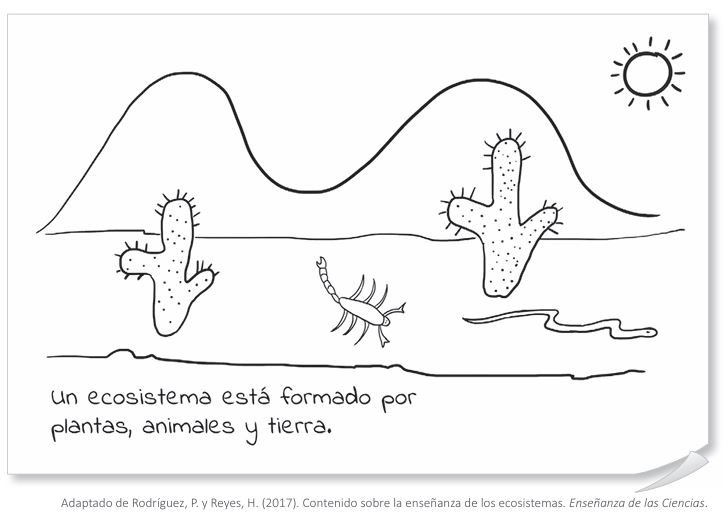 Un ecosistema está formado por
plantas, animales y tierra.
Adaptado de Rodríguez, P. y Reyes, H. (2017). Contenido sobre la enseñanza de los ecosistemas. Enseñanza de las Ciencias.